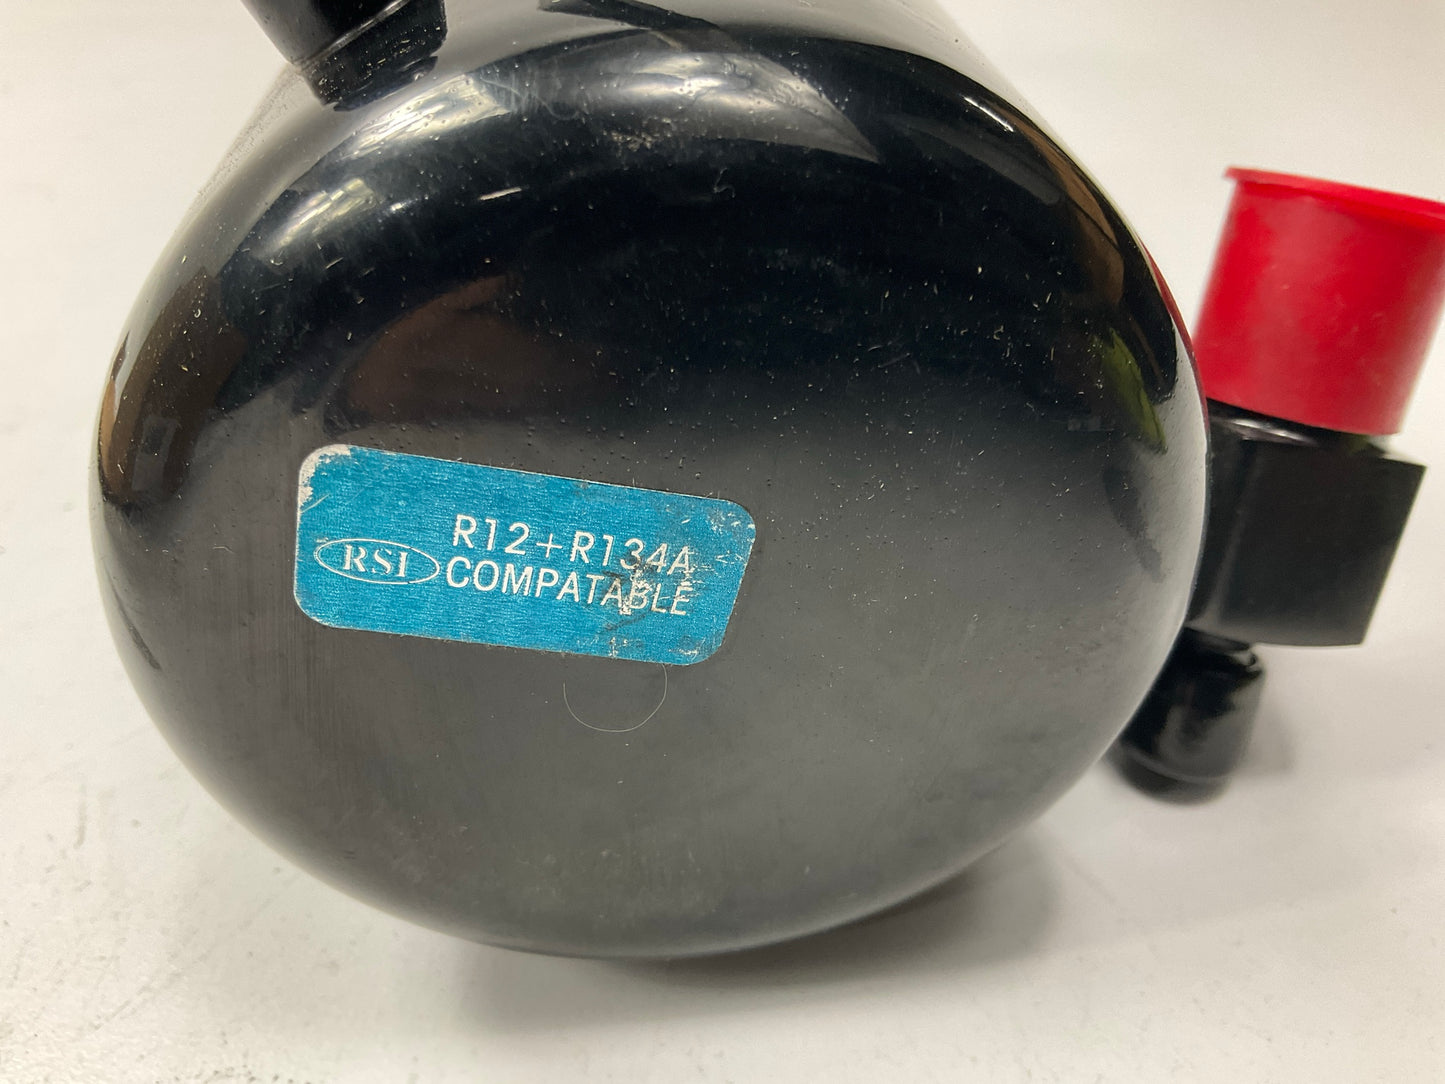 R12+R134A
RSI COMPATABLE